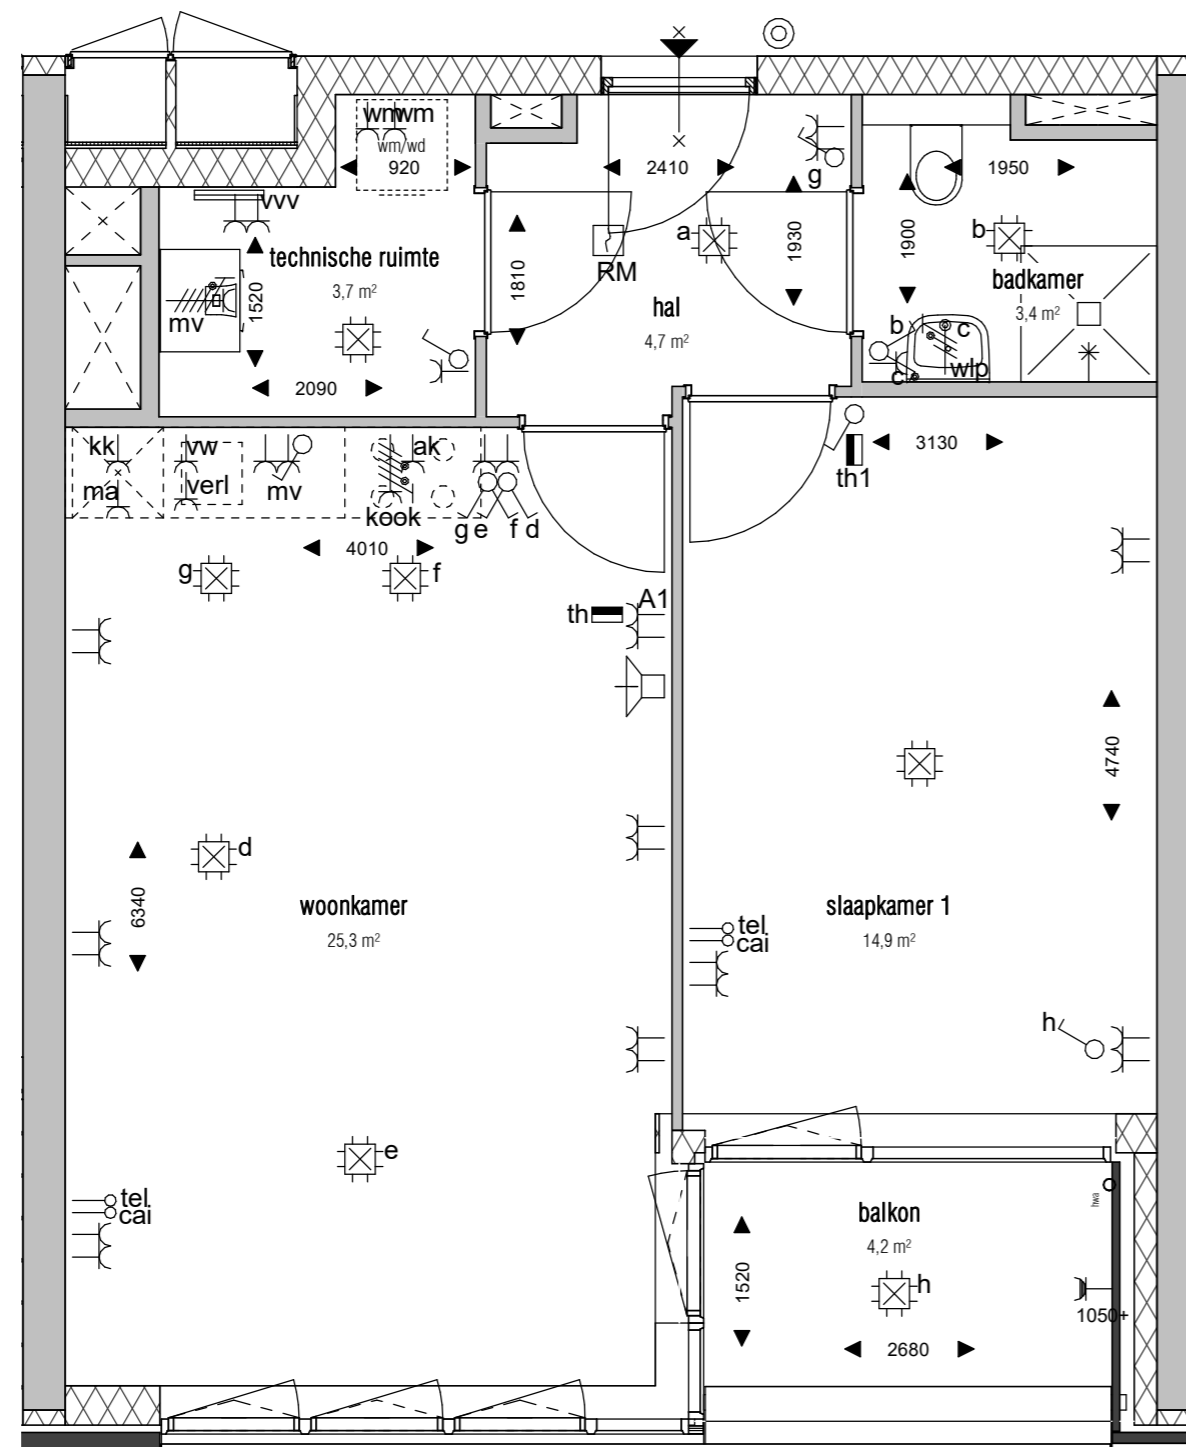 wm wm
wm/wd
920
2410
g
1950
vvv
technische ruimte
3,7 m²
1520
mv
2090
1810
RM
a
1930
hal
4,7 m²
1900
b
badkamer
3,4 m²
b
c
c
wlp
kk
vw
ma
verl
mv
ak
kook
g e f d
4010
th1
3130
g
f
th
A1
4740
d
6340
woonkamer
25,3 m²
slaapkamer 1
14,9 m²
tel
cai
h
e
tel
cai
balkon
4,2 m²
hwa
1520
h
1050+
2680